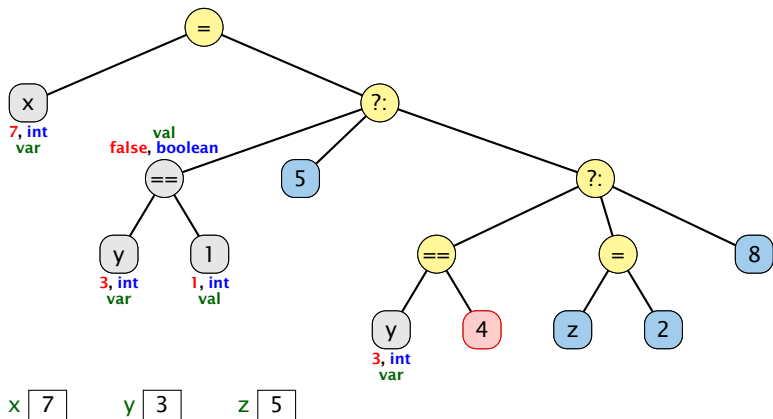 =
x
?:
7, int
var
val
false, boolean
==
5
?:
y
1
==
=
8
3, int
var
1, int
val
y
4
z
2
3, int
var
x 7 y 3 z 5